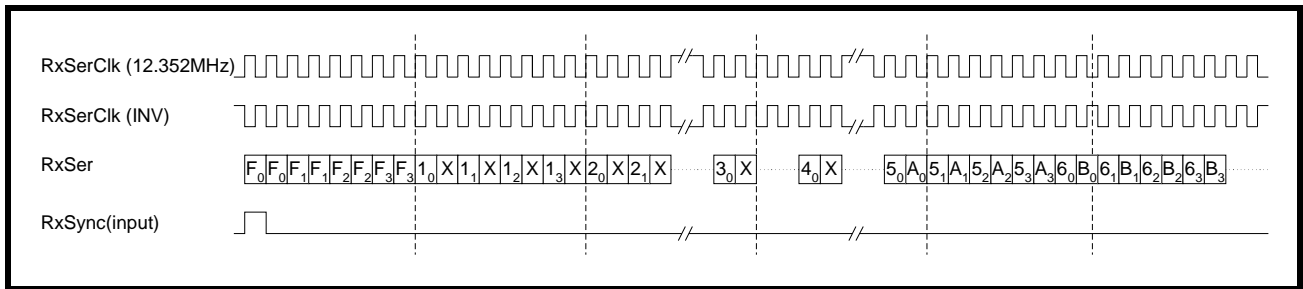 RxSerClk (12.352MHz)
RxSerClk (INV)
RxSer F₀ F₀ F₁ F₁ F₂ F₂ F₃ F₃ 1₀ X 1₁ X 1₂ X 1₃ X 2₀ X 2₁ X 3₀ X 4₀ X 5₀ A₀ 5₁ A₁ 5₂ A₂ 5₃ A₃ 6₀ B₀ 6₁ B₁ 6₂ B₂ 6₃ B₃
RxSync(input)